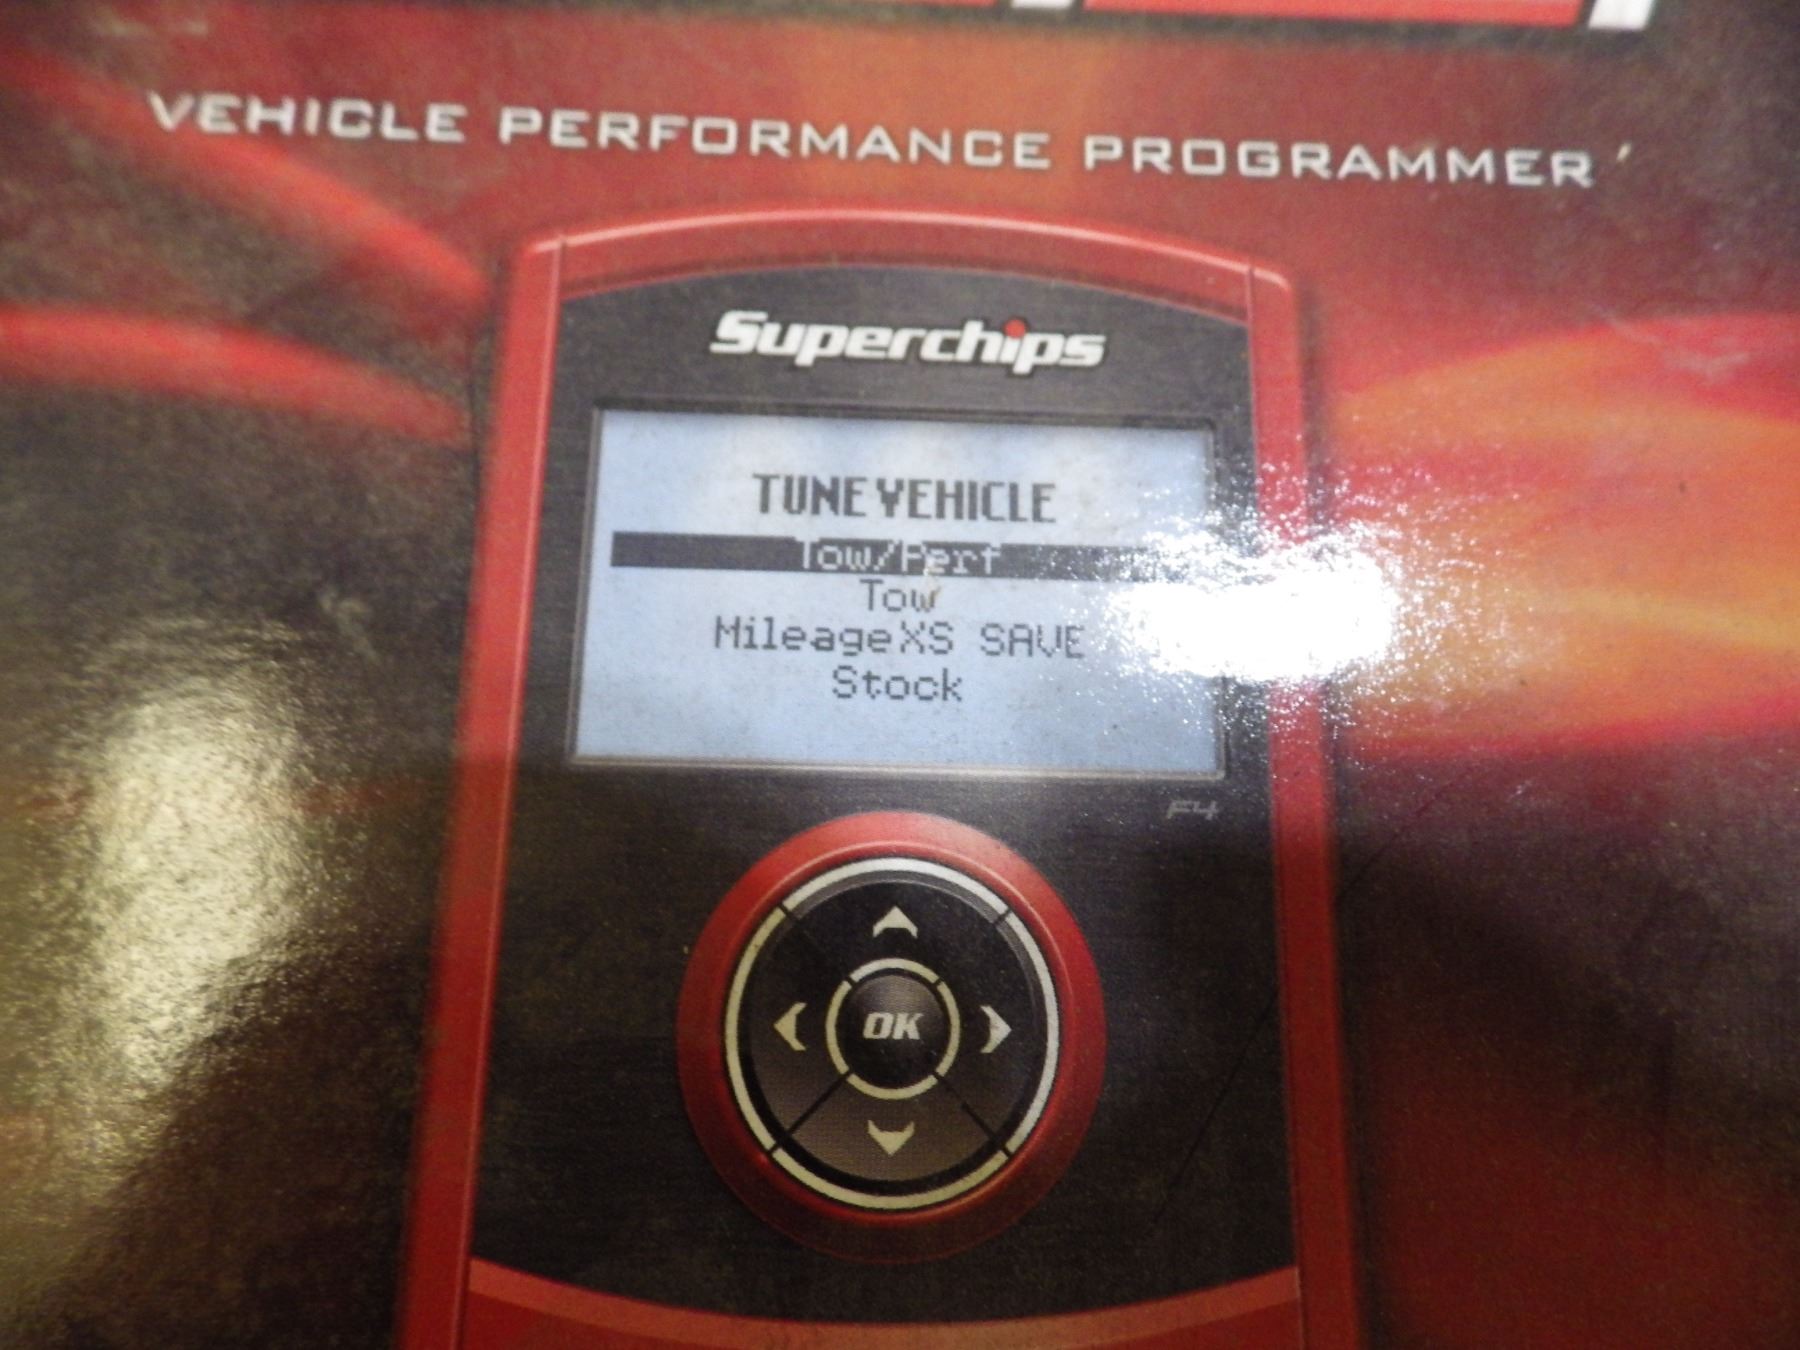 VEHICLE PERFORMANCE PROGRAMMER
Superchips
TUNE VEHICLE
Tow/Perf
Tow
MileageXS SAVE
Stock
F4
OK